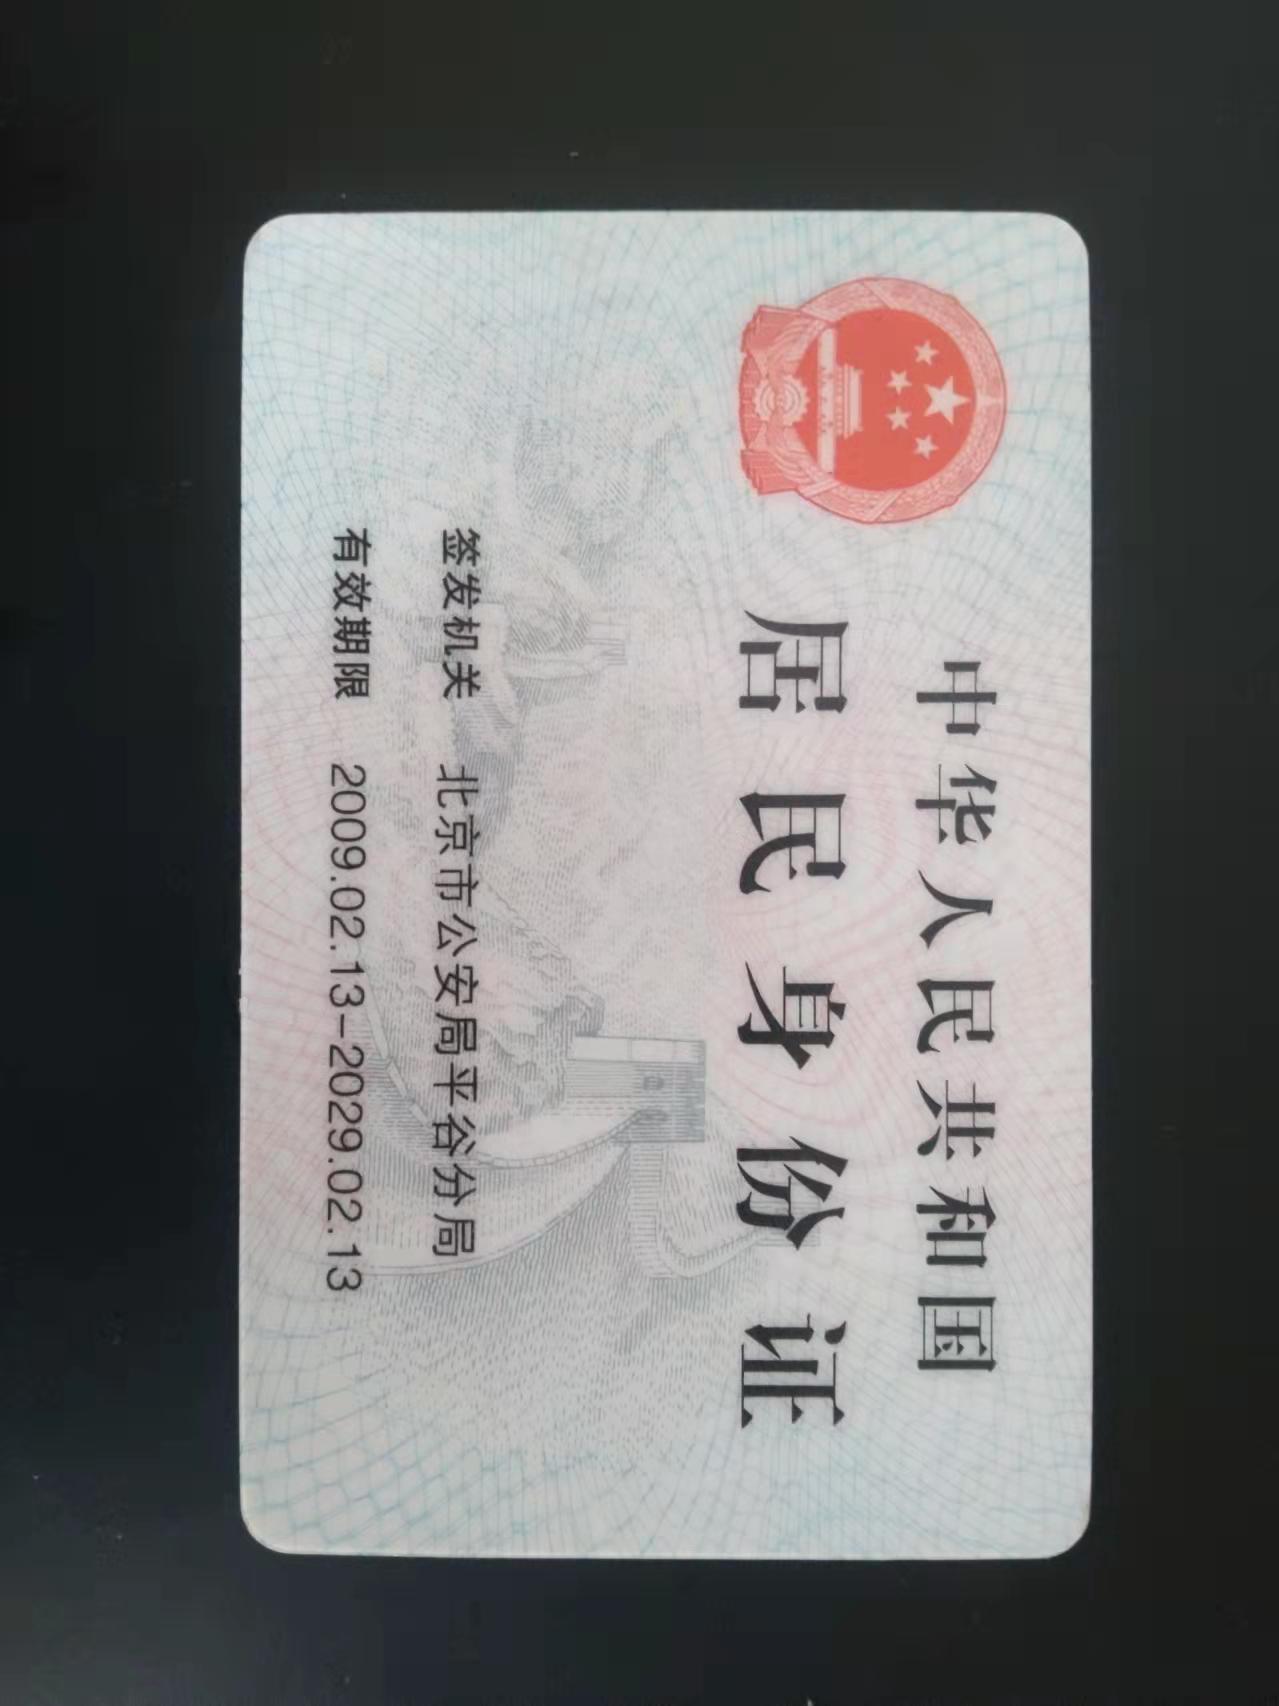 中华人民共和国
居民身份证
签发机关 北京市公安局平谷分局
有效期限 2009.02.13-2029.02.13